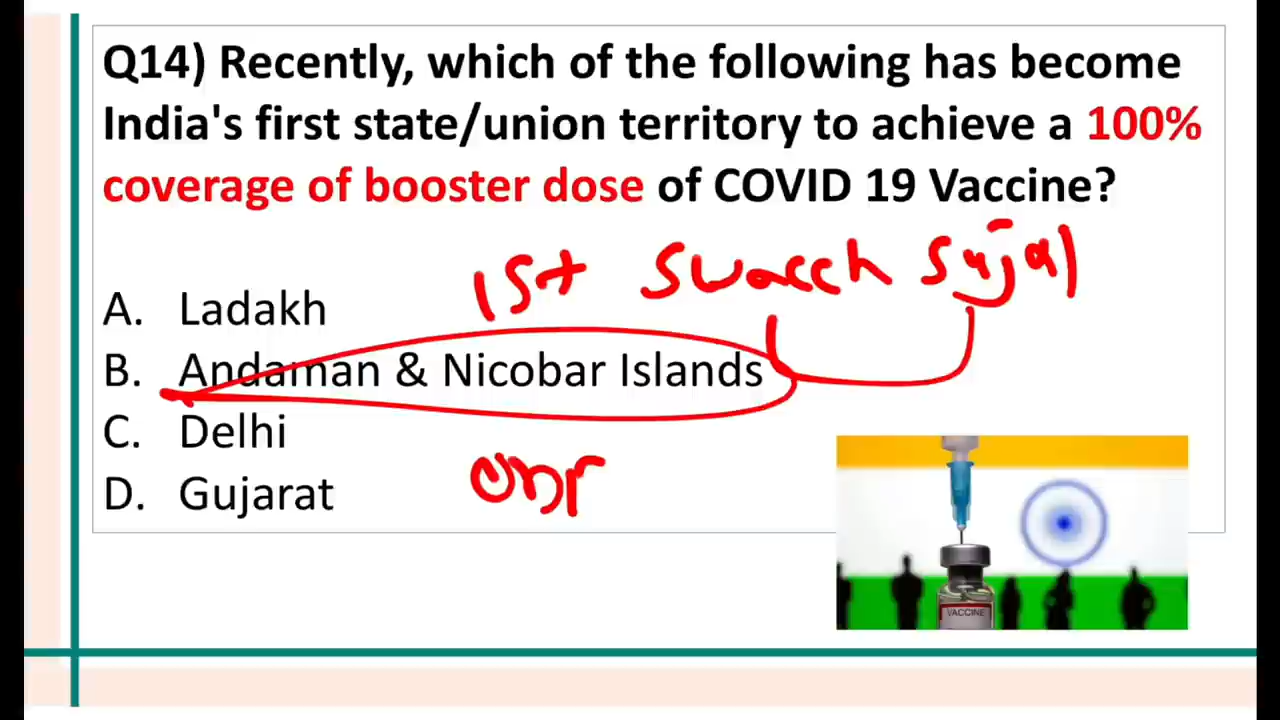 Q14) Recently, which of the following has become
India's first state/union territory to achieve a 100%
coverage of booster dose of COVID 19 Vaccine?
1st Swacch Sujal
A. Ladakh
B. Andaman & Nicobar Islands
C. Delhi
D. Gujarat
VACCINE